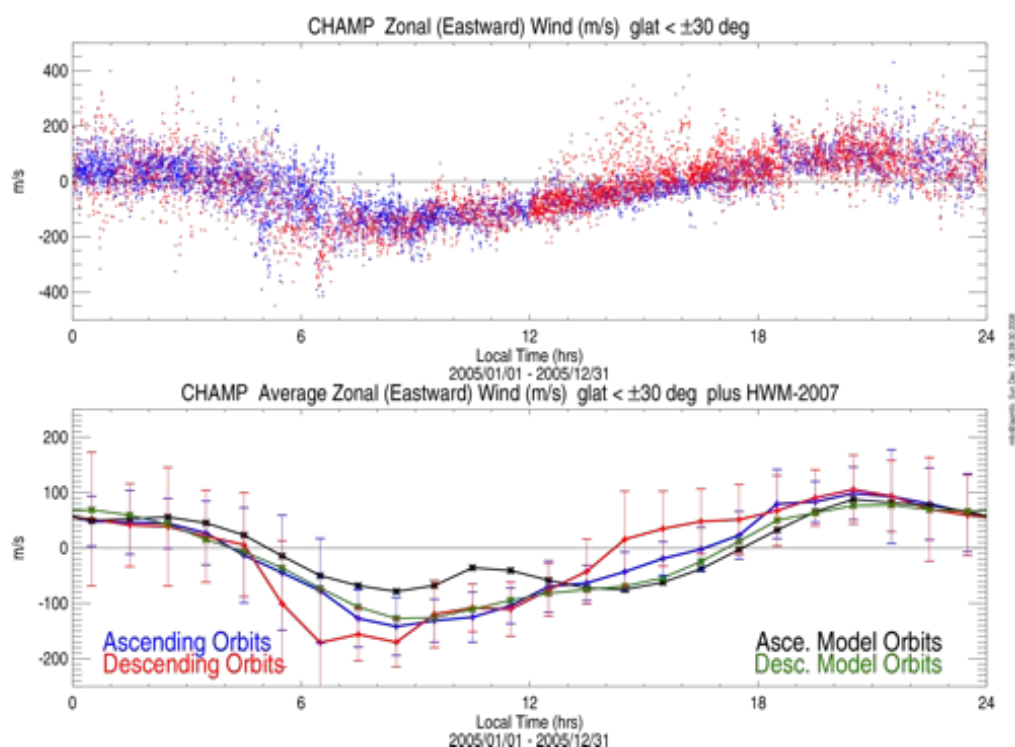 CHAMP Zonal (Eastward) Wind (m/s) glat < ±30 deg
400
200
0
-200
-400
m/s
0 6 12 18 24
Local Time (hrs)
2005/01/01 - 2005/12/31
CHAMP Average Zonal (Eastward) Wind (m/s) glat < ±30 deg plus HWM-2007
200
100
0
-100
-200
m/s
Ascending Orbits
Descending Orbits
Asce. Model Orbits
Desc. Model Orbits
0 6 12 18 24
Local Time (hrs)
2005/01/01 - 2005/12/31